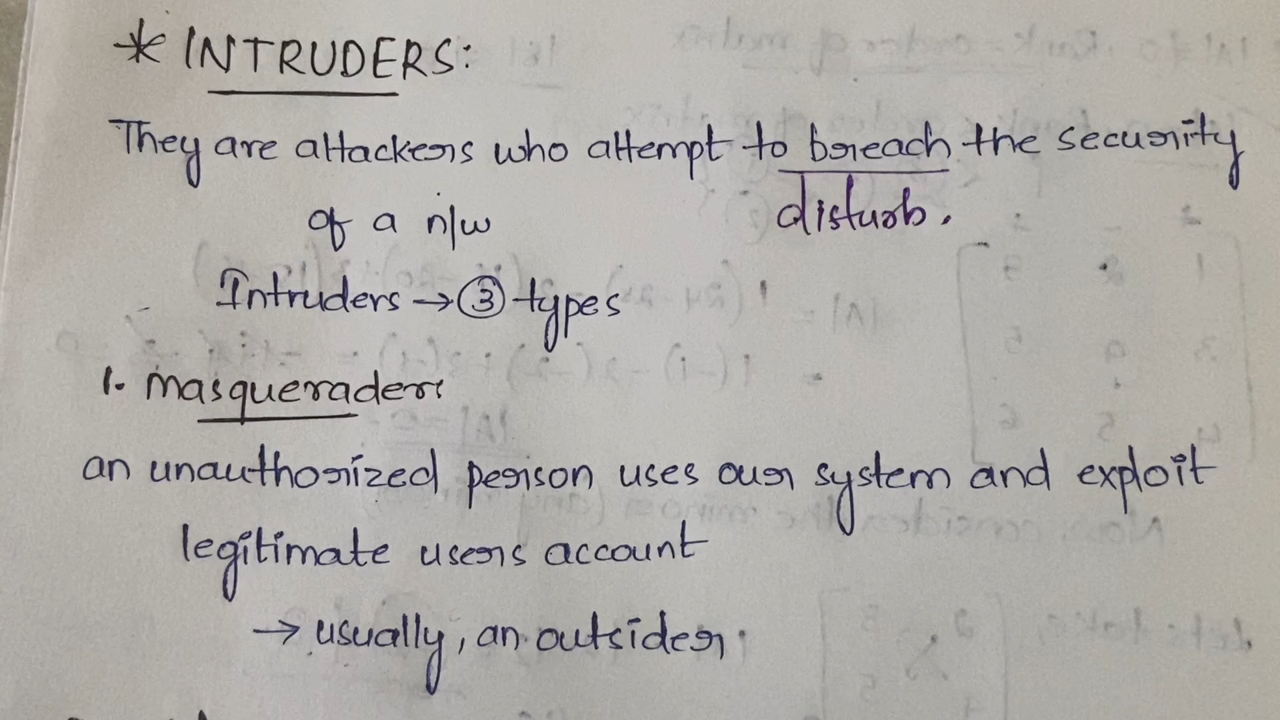 * INTRUDERS:
They are attackers who attempt to breach the security
disturb.
of a n/w
Intruders → ③ types
1. Masquerader:
an unauthorized person uses our system and exploit
legitimate users account
→ usually, an outsider